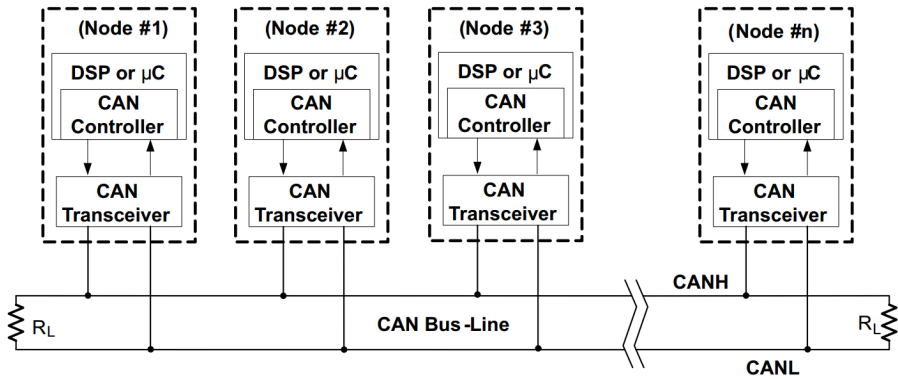 (Node #1)
DSP or µC
CAN
Controller
CAN
Transceiver
(Node #2)
DSP or µC
CAN
Controller
CAN
Transceiver
(Node #3)
DSP or µC
CAN
Controller
CAN
Transceiver
(Node #n)
DSP or µC
CAN
Controller
CAN
Transceiver
CANH
RL
CAN Bus-Line
RL
CANL